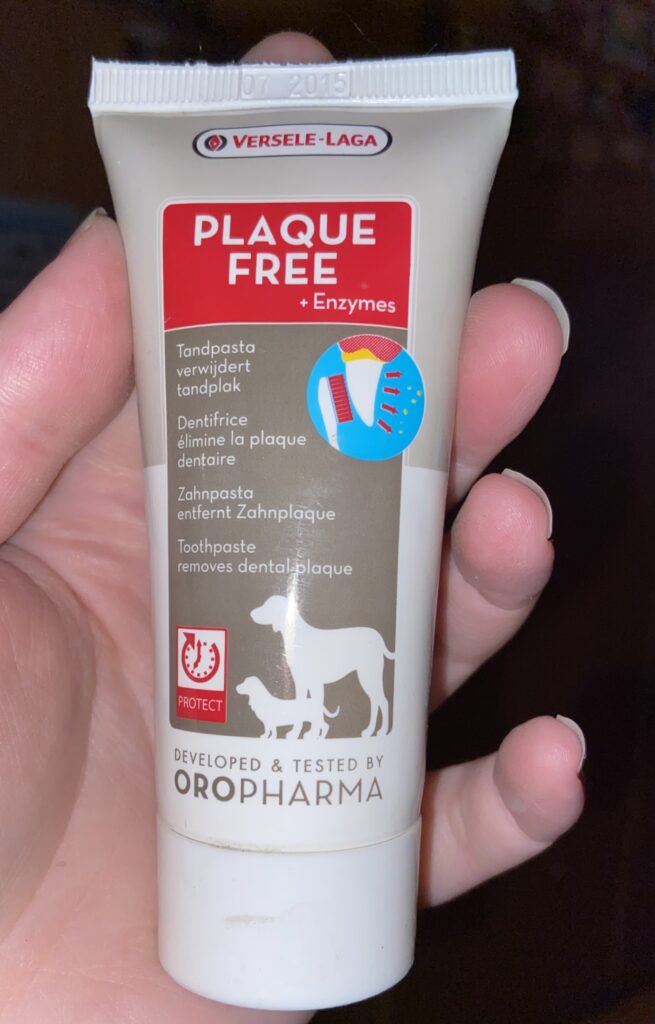 07 2015
VERSELE-LAGA
PLAQUE
FREE
+ Enzymes
Tandpasta
verwijdert
tandplak
Dentifrice
élimine la plaque
dentaire
Zahnpasta
entfernt Zahnplaque
Toothpaste
removes dental plaque
PROTECT
DEVELOPED & TESTED BY
OROPHARMA